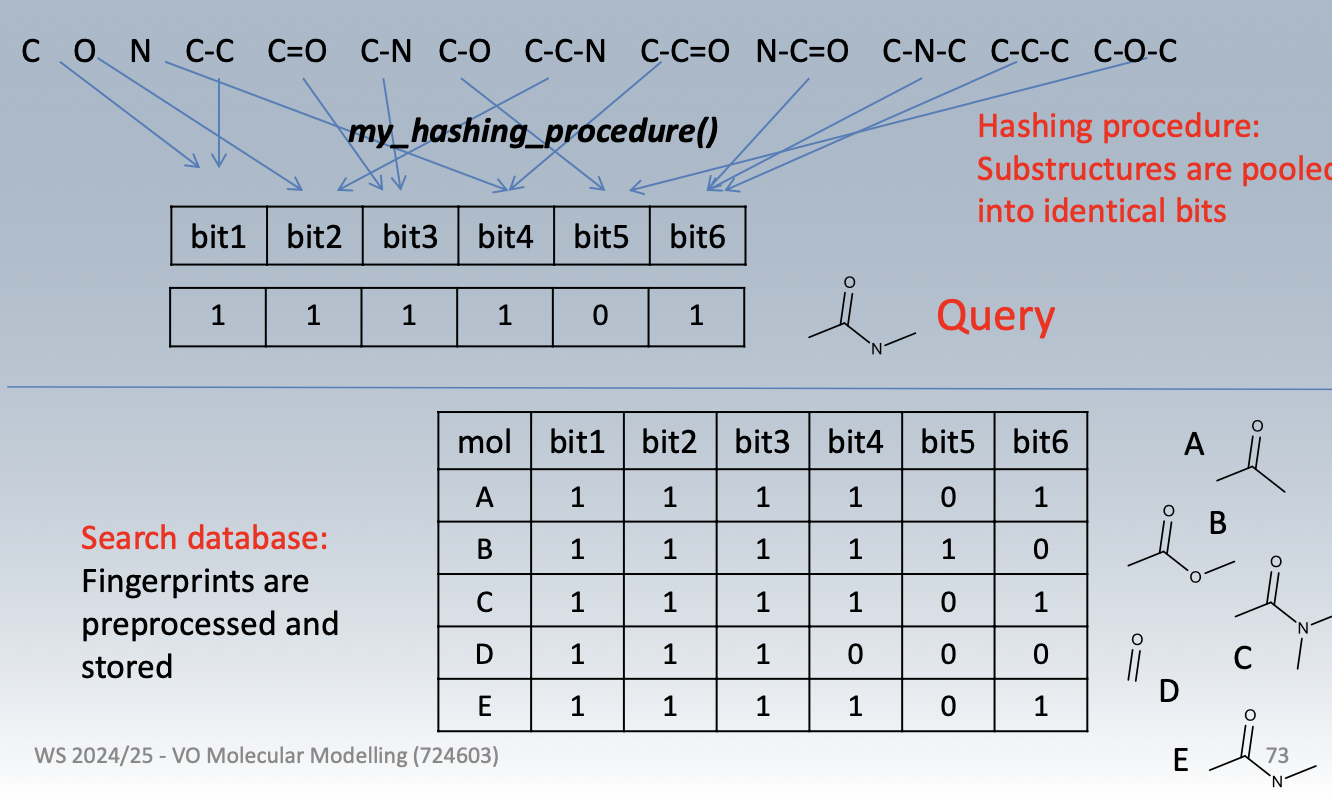 C O N C-C C=O C-N C-O C-C-N C-C=O N-C=O C-N-C C-C-C C-O-C
my_hashing_procedure()
Hashing procedure:
Substructures are pooled
into identical bits
bit1 bit2 bit3 bit4 bit5 bit6
1 1 1 1 0 1
O
N
Query
mol bit1 bit2 bit3 bit4 bit5 bit6
A 1 1 1 1 0 1
B 1 1 1 1 1 0
C 1 1 1 1 0 1
D 1 1 1 0 0 0
E 1 1 1 1 0 1
Search database:
Fingerprints are
preprocessed and
stored
A
O
B
O
O
C
O
N
D
O
E
O
N
WS 2024/25 - VO Molecular Modelling (724603)
73